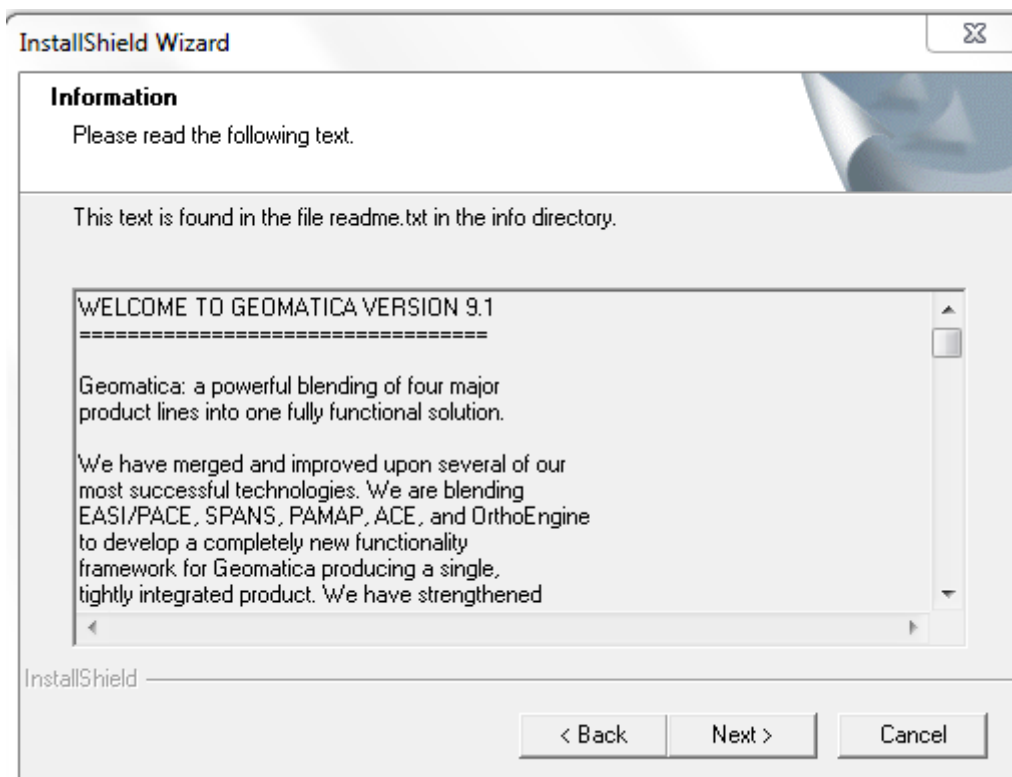 InstallShield Wizard
Information
Please read the following text.
This text is found in the file readme.txt in the info directory.
WELCOME TO GEOMATICA VERSION 9.1
==================================
Geomatica: a powerful blending of four major
product lines into one fully functional solution.
We have merged and improved upon several of our
most successful technologies. We are blending
EASI/PACE, SPANS, PAMAP, ACE, and OrthoEngine
to develop a completely new functionality
framework for Geomatica producing a single,
tightly integrated product. We have strengthened
InstallShield
< Back Next > Cancel